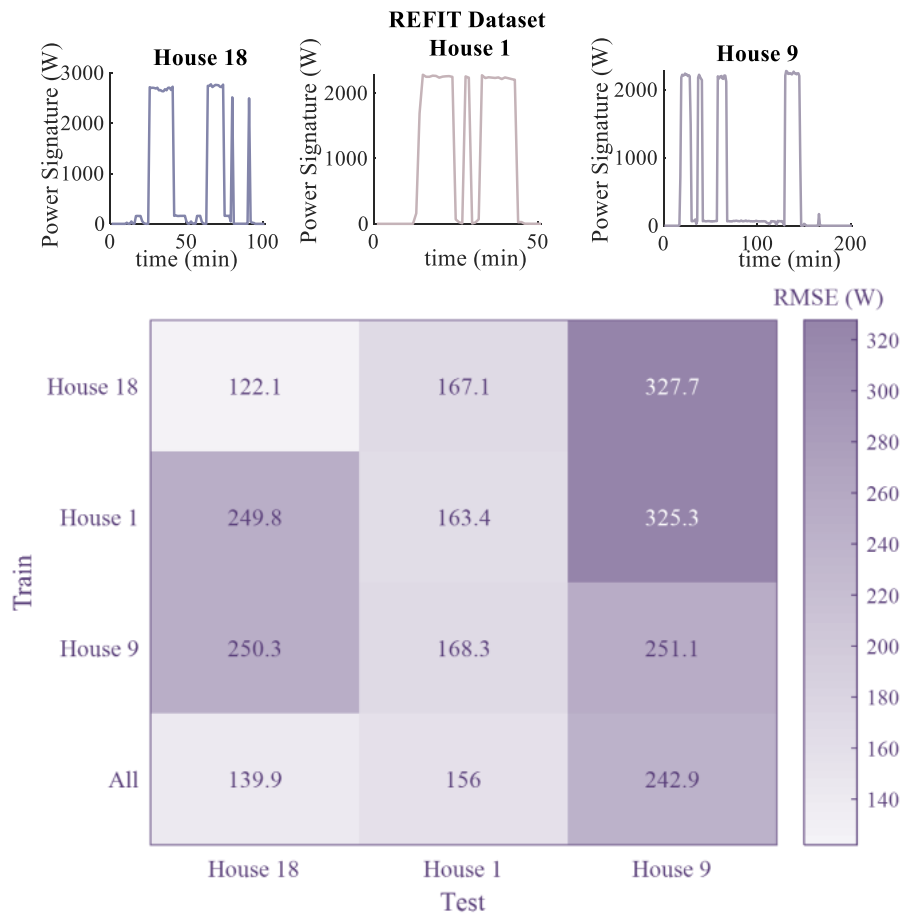 REFIT Dataset
House 18
House 1
House 9
Power Signature (W)
3000
2000
1000
0
0
50
100
time (min)
Power Signature (W)
2000
1000
0
0
50
time (min)
Power Signature (W)
2000
1000
0
0
100
200
time (min)
RMSE (W)
Train
House 18
122.1
167.1
327.7
House 1
249.8
163.4
325.3
House 9
250.3
168.3
251.1
All
139.9
156
242.9
House 18
House 1
House 9
Test
320
300
280
260
240
220
200
180
160
140